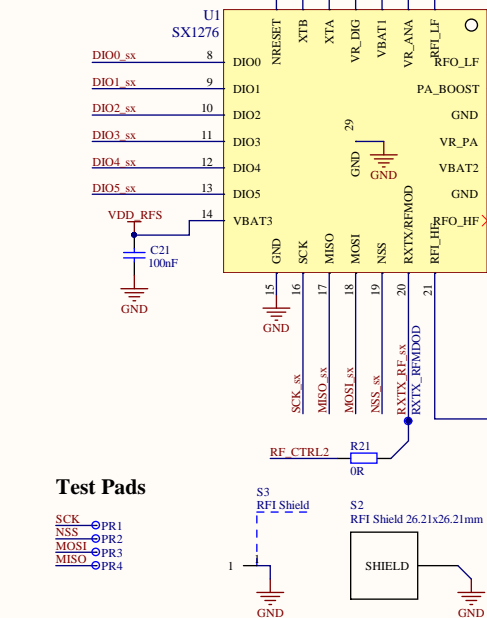 U1
SX1276
NRESET
XTB
XTA
VR_DIG
VBAT1
VR_ANA
RFI_LF
DIO0_sx 8 DIO0 RFO_LF
DIO1_sx 9 DIO1 PA_BOOST
DIO2_sx 10 DIO2 GND
DIO3_sx 11 DIO3 29 GND GND VR_PA
DIO4_sx 12 DIO4 VBAT2
DIO5_sx 13 DIO5 GND
VDD_RFS 14 VBAT3 RFO_HF
C21
100nF
GND
GND
SCK
MISO
MOSI
NSS
RXTX/RFMOD
RFI_HF
15
16
17
18
19
20
21
GND
SCK_sx
MISO_sx
MOSI_sx
NSS_sx
RXTX_RF_sx
RXTX_RFMDOD
RF_CTRL2
R21
0R
Test Pads
SCK PR1
NSS PR2
MOSI PR3
MISO PR4
S3
RFI Shield
1
GND
S2
RFI Shield 26.21x26.21mm
SHIELD
GND